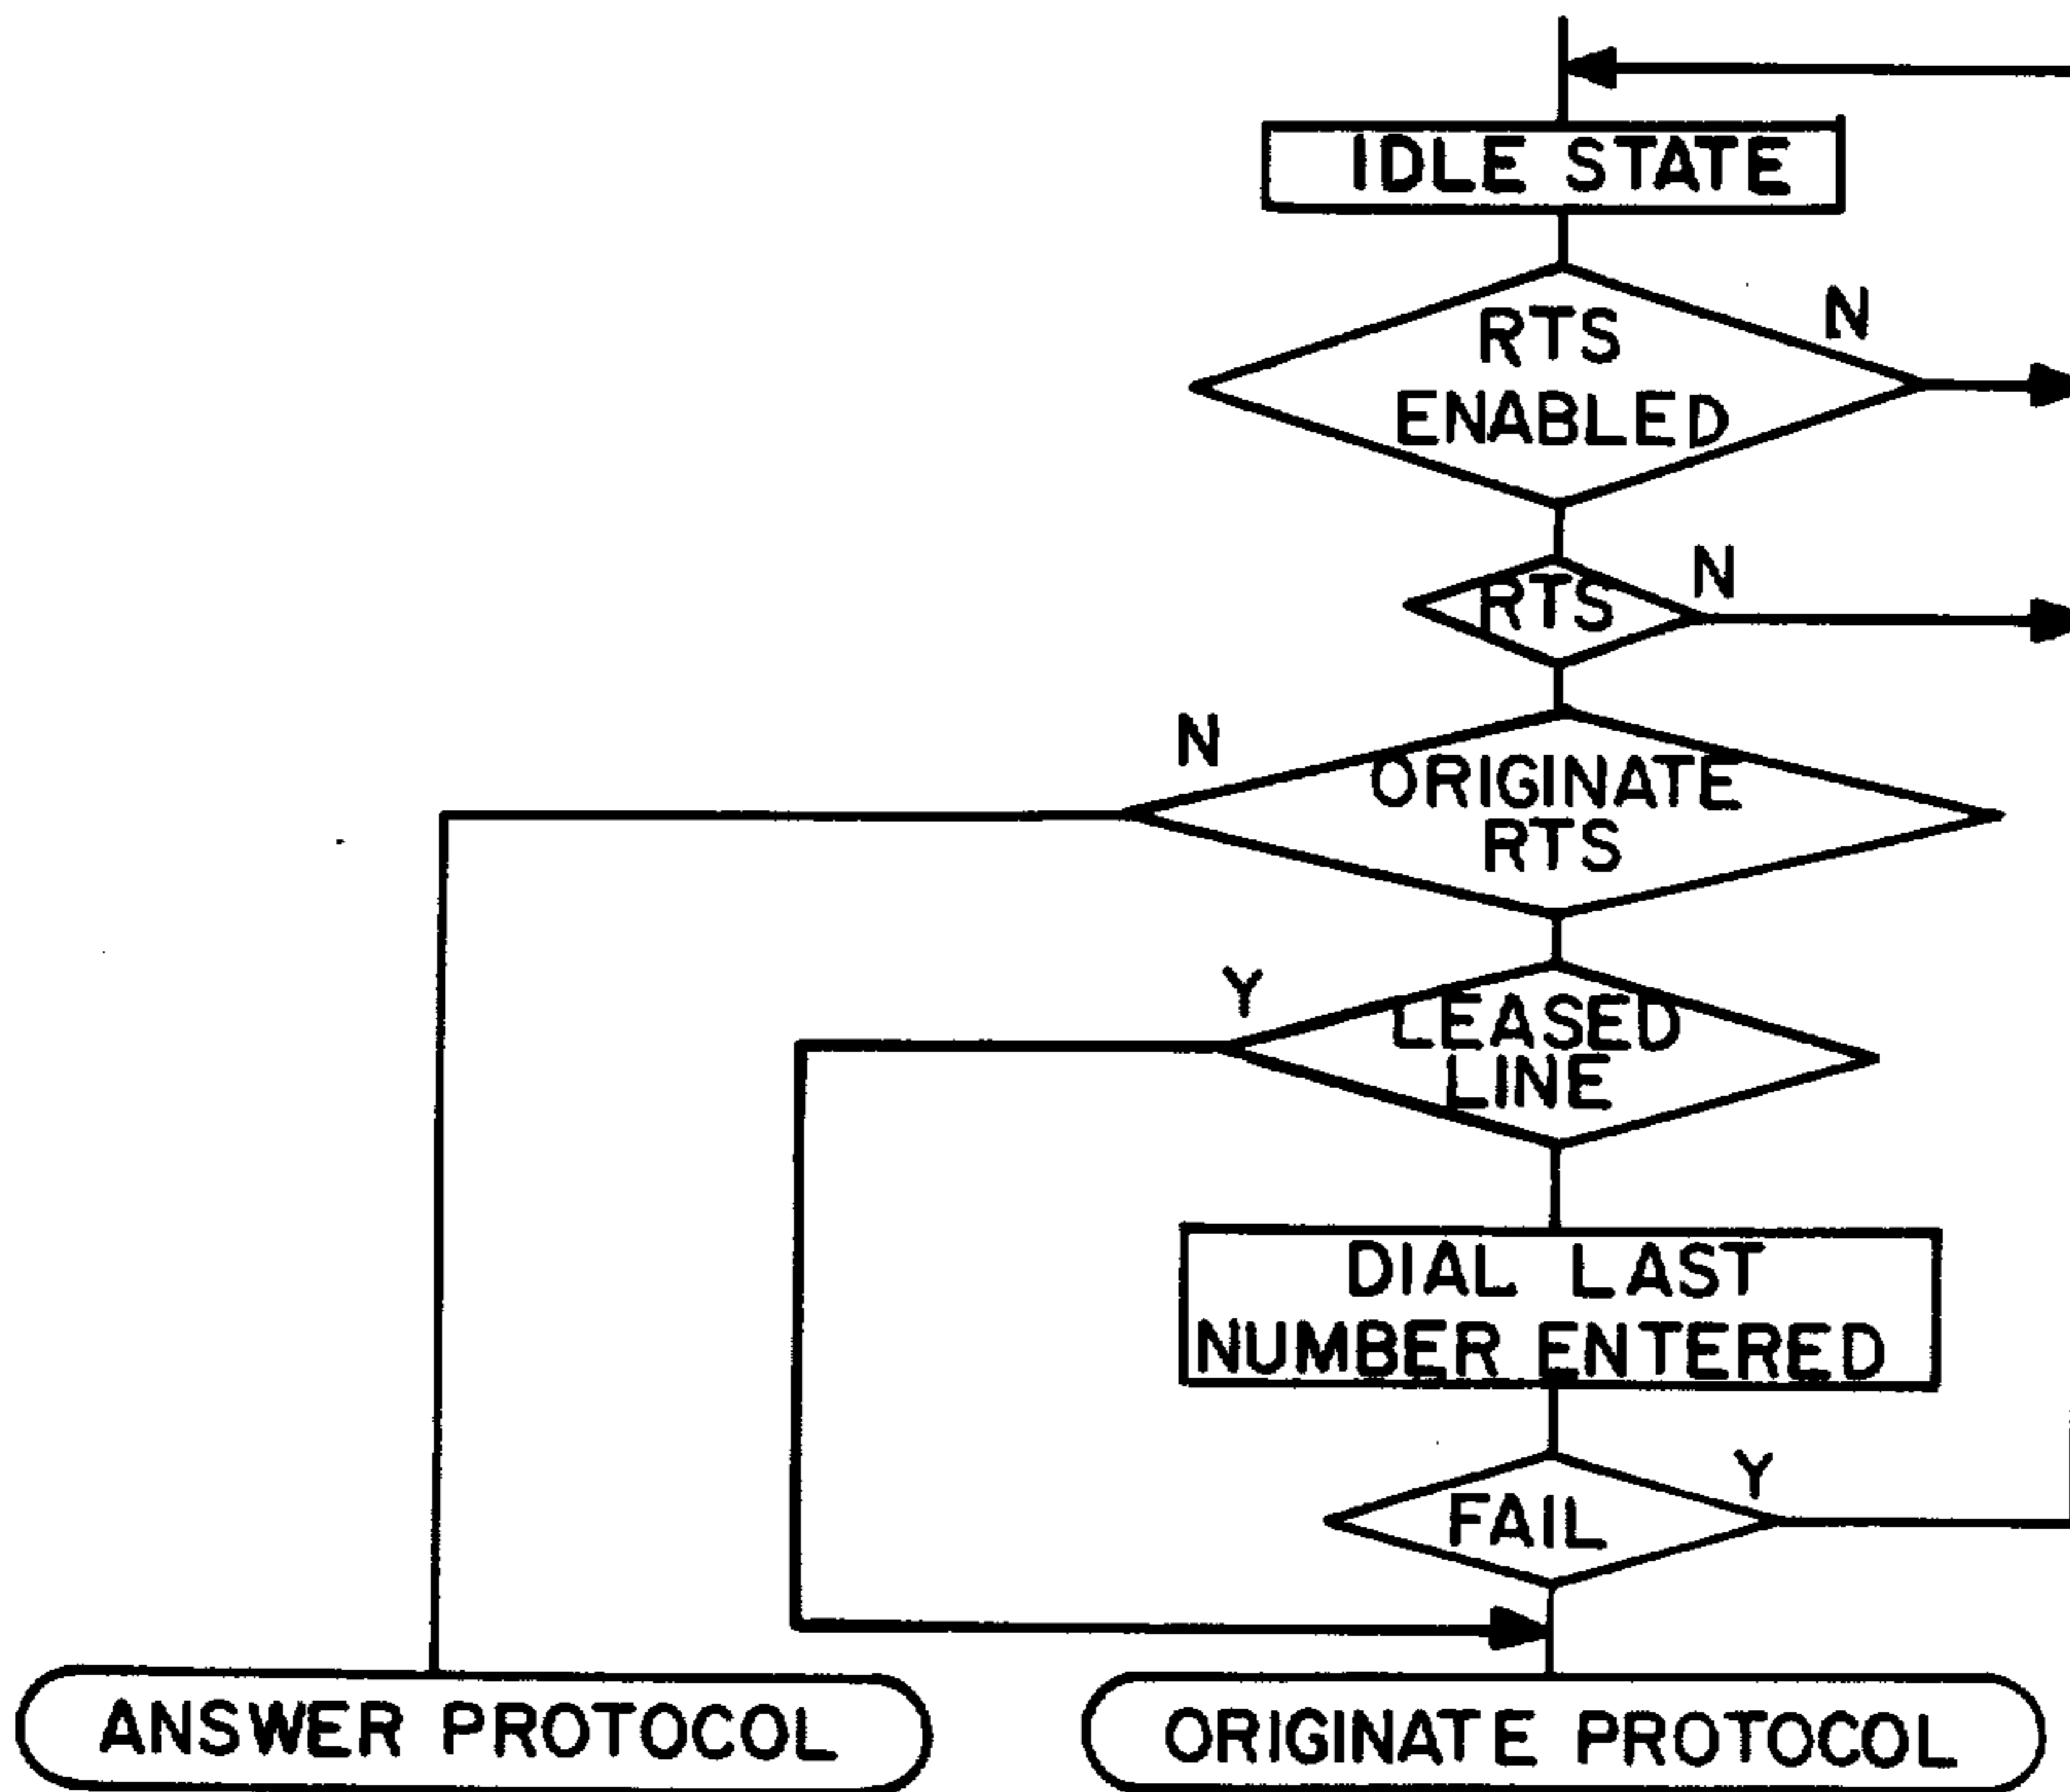 IDLE STATE
RTS
ENABLED
N
RTS
N
N
ORIGINATE
RTS
Y
LEASED
LINE
DIAL LAST
NUMBER ENTERED
FAIL
Y
ANSWER PROTOCOL
ORIGINATE PROTOCOL